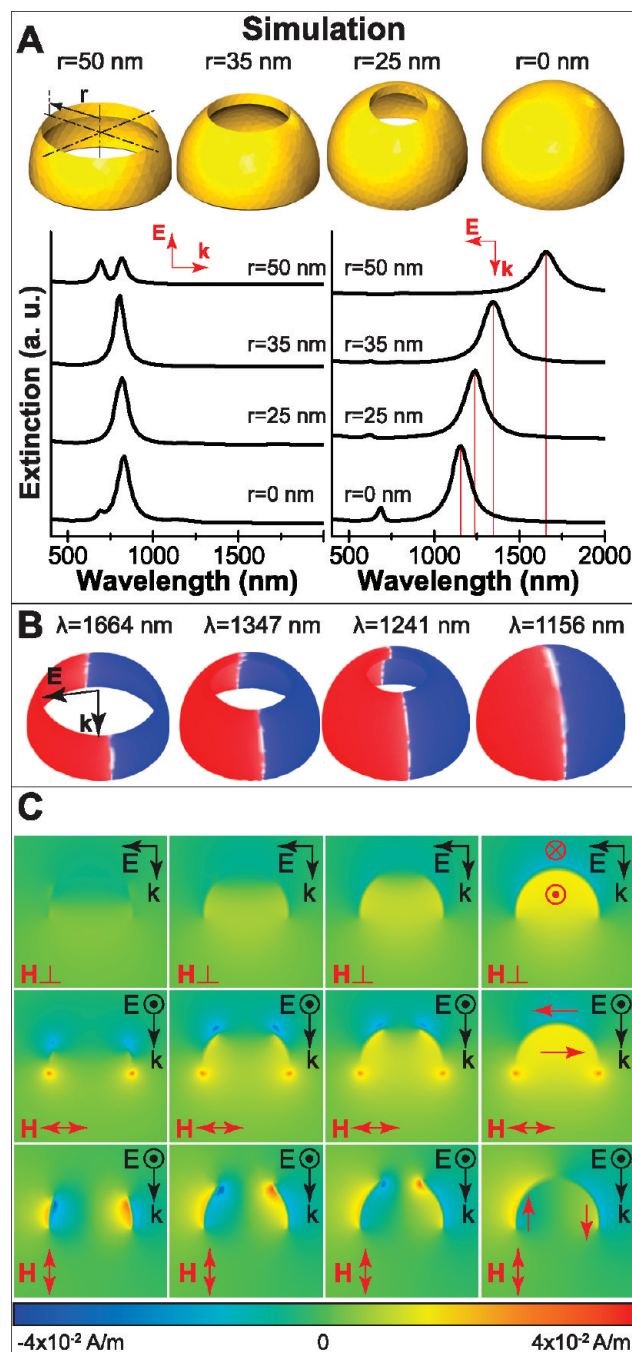 Simulation
A
r=50 nm r=35 nm r=25 nm r=0 nm
r
Extinction (a. u.)
E
k
r=50 nm
r=35 nm
r=25 nm
r=0 nm
500 1000 1500
Wavelength (nm)
E
k
r=50 nm
r=35 nm
r=25 nm
r=0 nm
500 1000 1500 2000
Wavelength (nm)
B
λ=1664 nm λ=1347 nm λ=1241 nm λ=1156 nm
E
k
C
E E E E
k k k k
H⊥ H⊥ H⊥ H⊥
E E E E
k k k k
H H H H
E E E E
k k k k
H H H H
-4x10⁻² A/m 0 4x10⁻² A/m